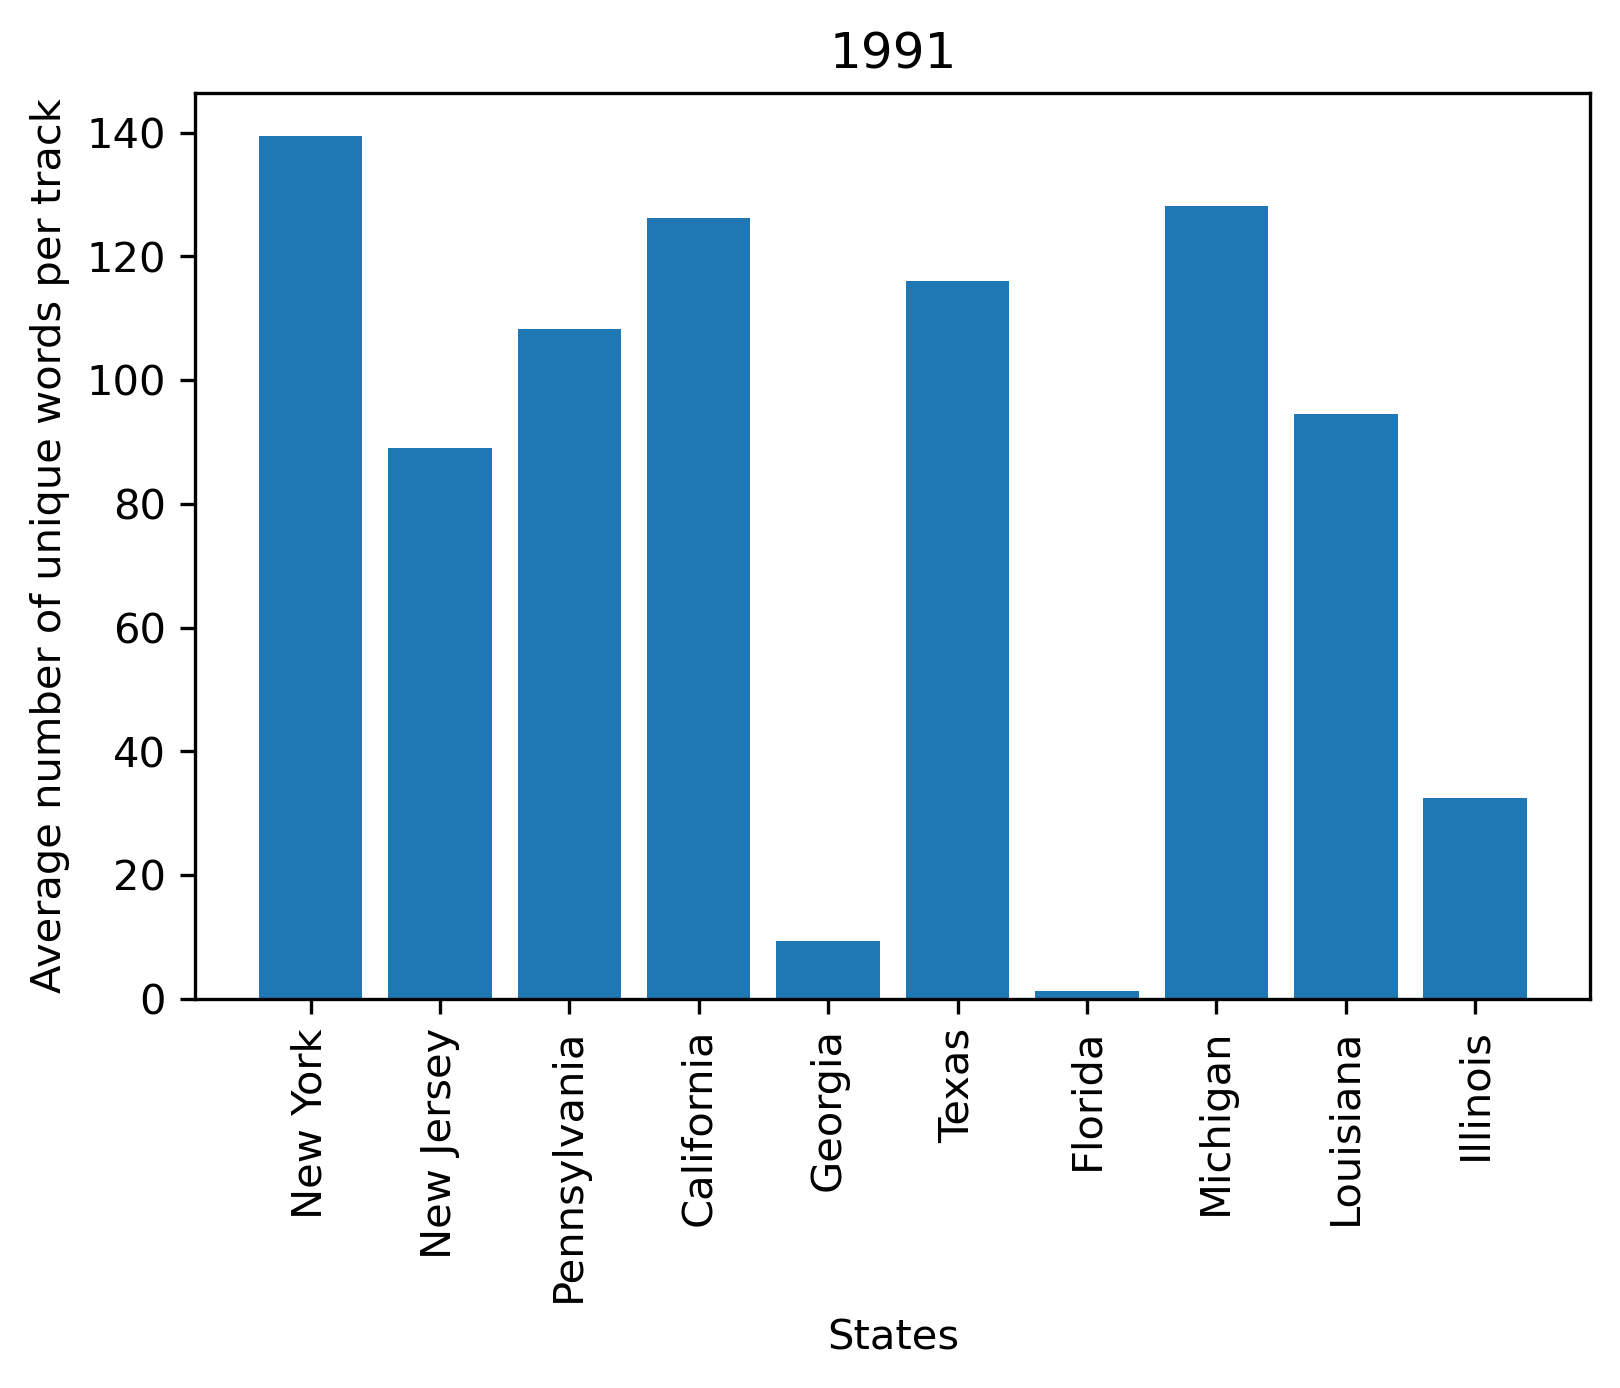 1991
Average number of unique words per track
140
120
100
80
60
40
20
0
New York
New Jersey
Pennsylvania
California
Georgia
Texas
Florida
Michigan
Louisiana
Illinois
States